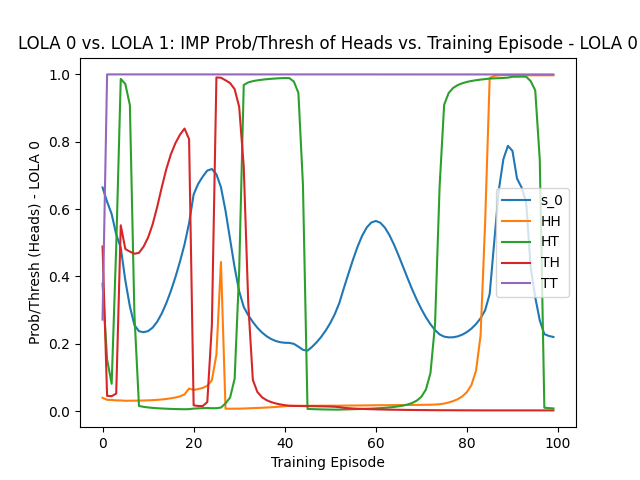 LOLA 0 vs. LOLA 1: IMP Prob/Thresh of Heads vs. Training Episode - LOLA 0
Prob/Thresh (Heads) - LOLA 0
1.0
0.8
0.6
0.4
0.2
0.0
s_0
HH
HT
TH
TT
0 20 40 60 80 100
Training Episode